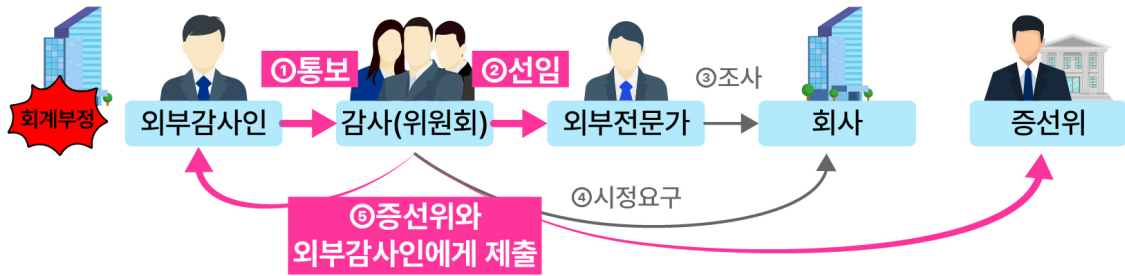 회계부정
외부감사인
①통보
감사(위원회)
②선임
외부전문가
③조사
회사
증선위
④시정요구
⑤증선위와
외부감사인에게 제출